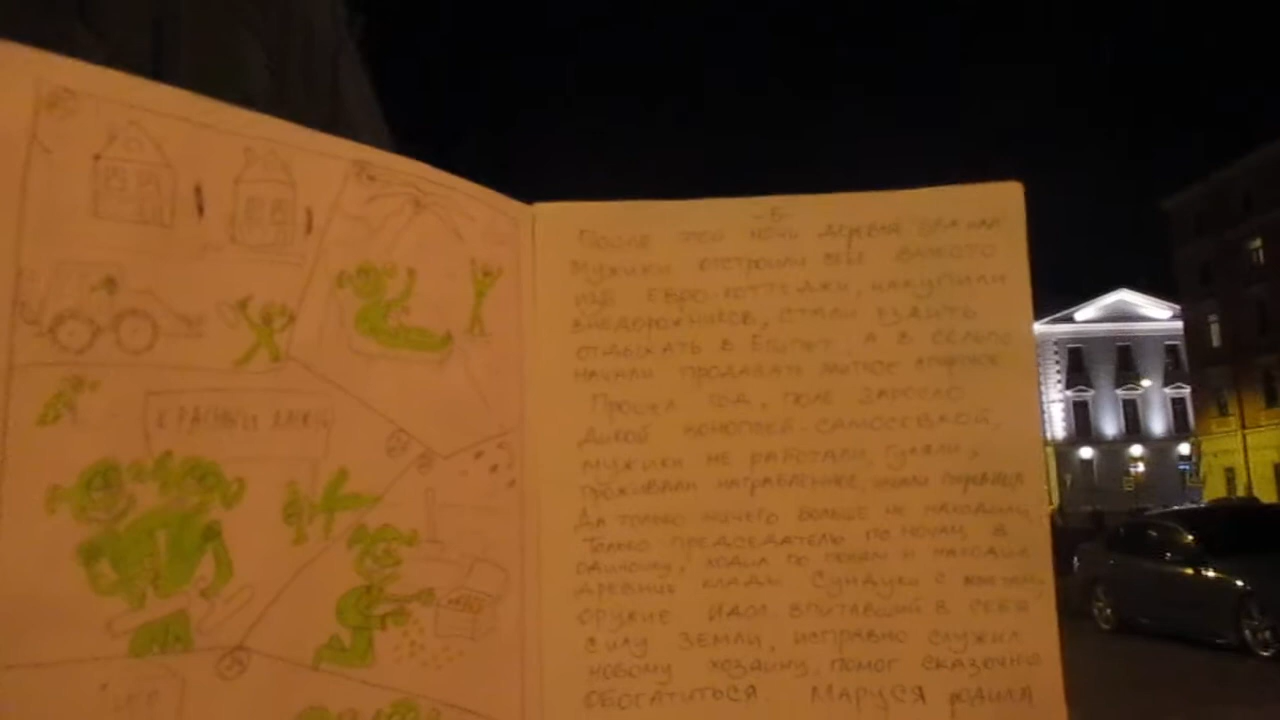 КРАСНЫЙ
-5-
После той ночи деревня
Мужики отстроили себе
евро-коттеджи, накупили
внедорожников, стали ездить
отдыхать в Египет, а в сельпо
начали продавать
Прошел год, поле заросло
дикой коноплей-самосевкой,
мужики не работали, гуляли,
проживали награбленное,
да только ничего больше не находили.
Только председатель по ночам, в
одиночку, ходил по полям и находил
древние клады. Сундуки с
оружие. Идол впитавший в себя
силу земли, исправно служил
новому хозяину, помог сказочно
обогатиться. Маруся родила